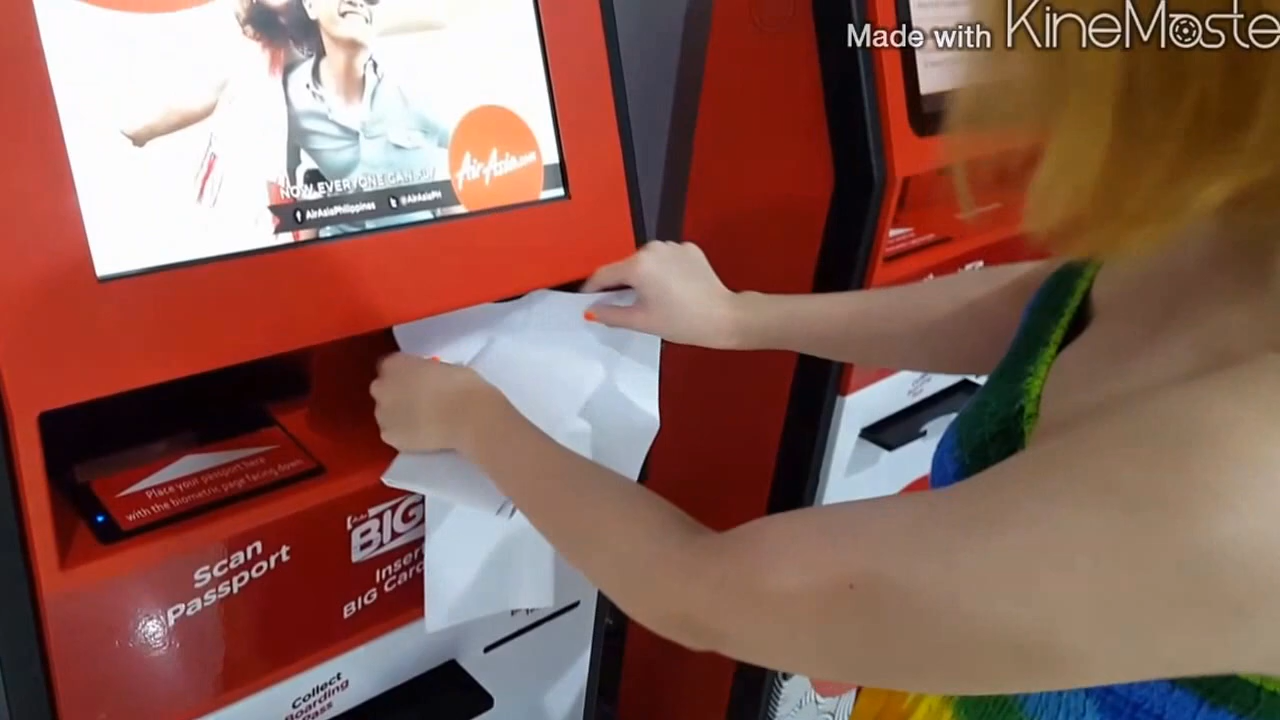 Made with KineMaste
NOW EVERYONE CAN FLY
AirAsia.com
AirAsiaPhilippines @AirAsiaPH
Place your passport here
with the biometric page facing down
Scan
Passport
BIG
Insert
BIG Card
Collect
Boarding
Pass